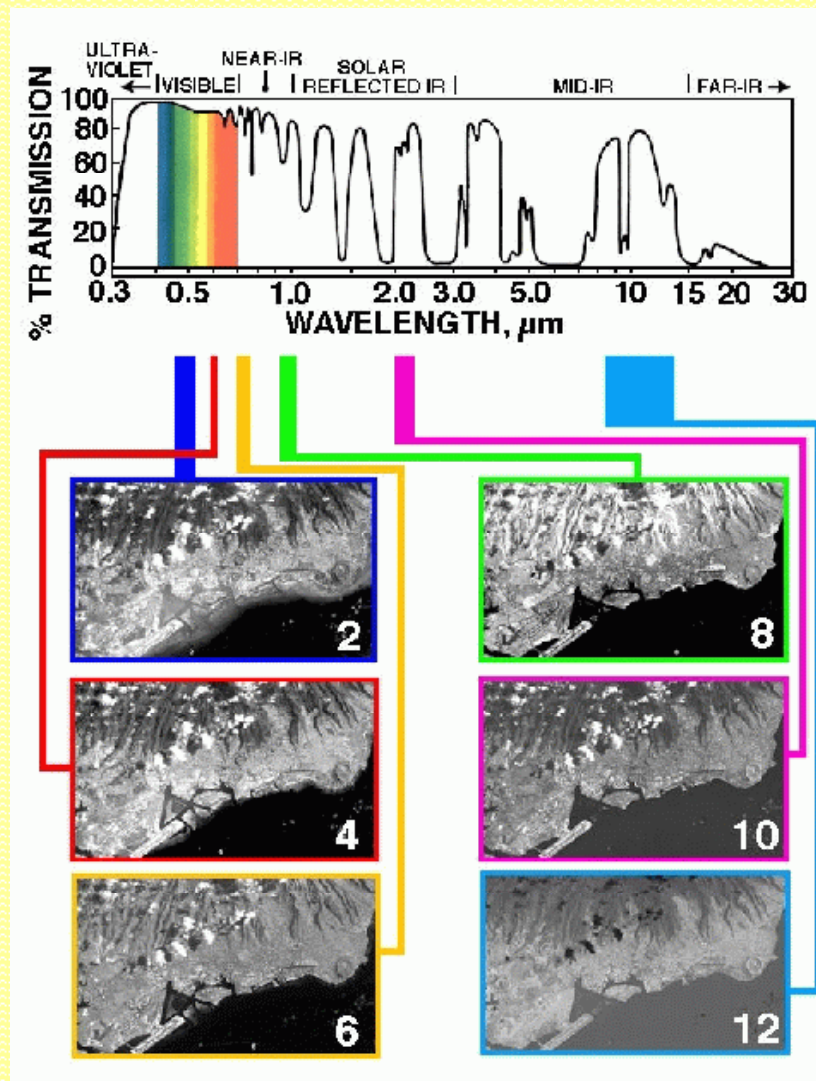 ULTRA-
VIOLET
VISIBLE
NEAR-IR
SOLAR
REFLECTED IR
MID-IR
FAR-IR
% TRANSMISSION
100
80
60
40
20
0
0.3 0.5 1.0 2.0 3.0 5.0 10 15 20 30
WAVELENGTH, µm
2
8
4
10
6
12